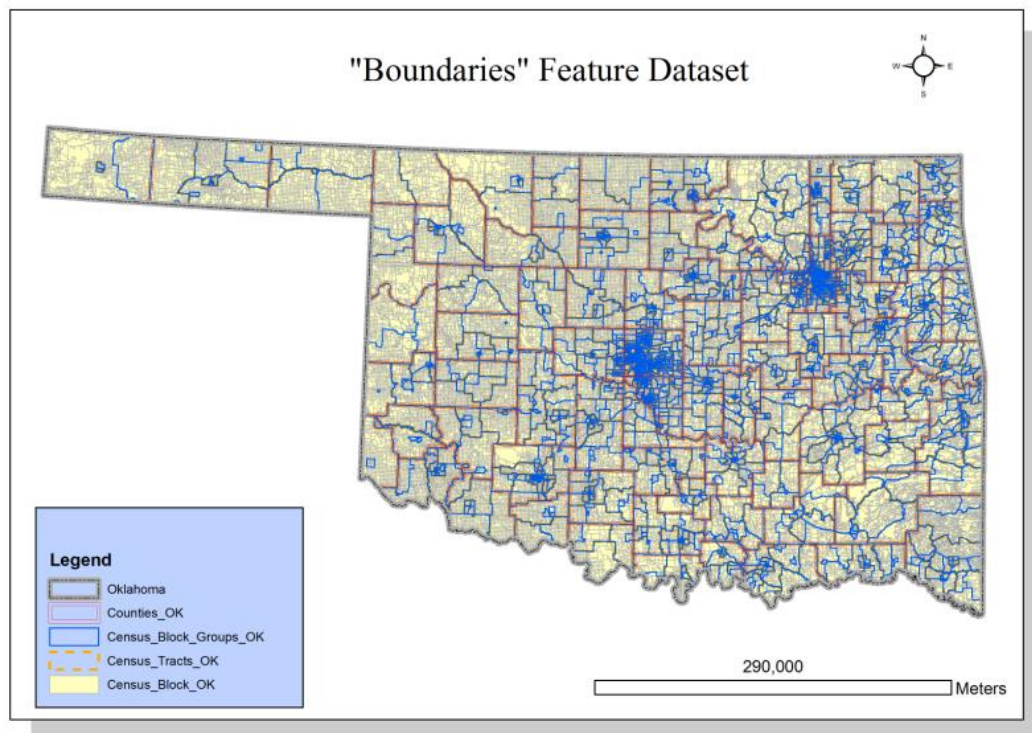 "Boundaries" Feature Dataset
N
W E
S
Legend
Oklahoma
Counties_OK
Census_Block_Groups_OK
Census_Tracts_OK
Census_Block_OK
290,000
Meters